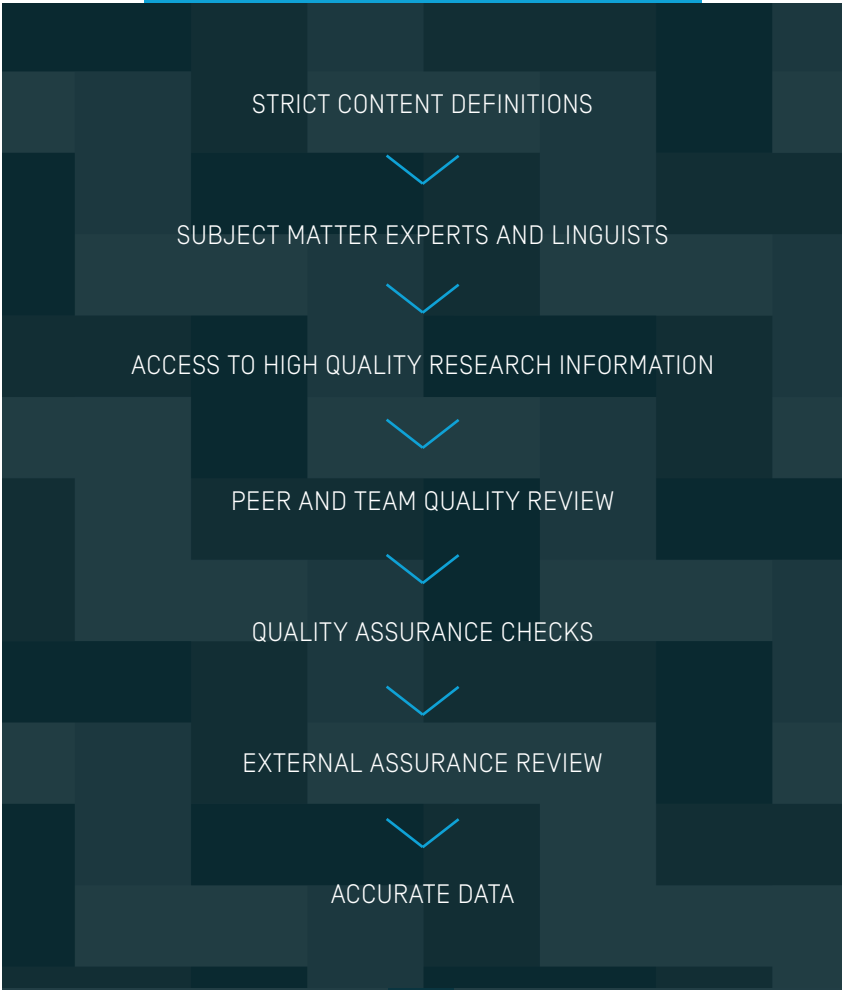 STRICT CONTENT DEFINITIONS
SUBJECT MATTER EXPERTS AND LINGUISTS
ACCESS TO HIGH QUALITY RESEARCH INFORMATION
PEER AND TEAM QUALITY REVIEW
QUALITY ASSURANCE CHECKS
EXTERNAL ASSURANCE REVIEW
ACCURATE DATA